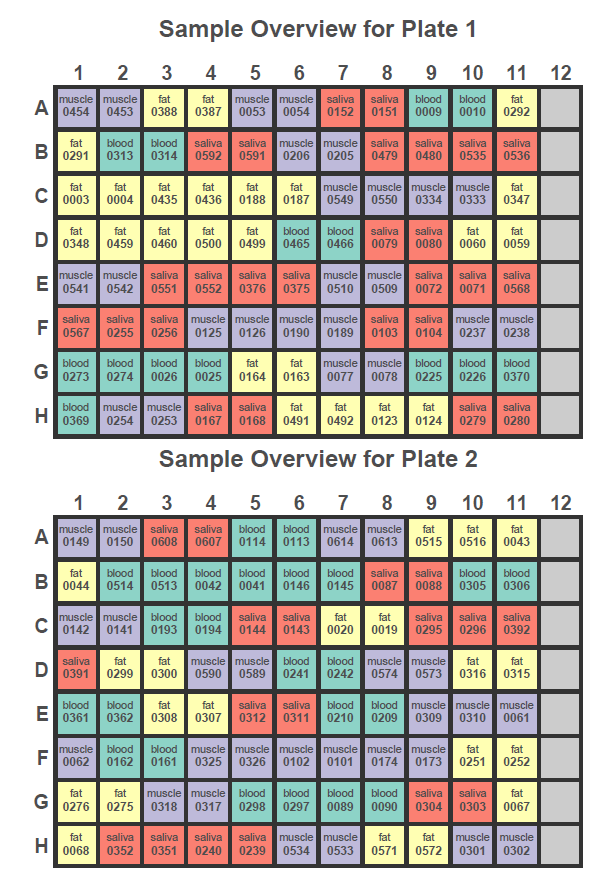 Sample Overview for Plate 1
1 2 3 4 5 6 7 8 9 10 11 12
A muscle muscle fat fat muscle muscle saliva saliva blood blood fat
0454 0453 0388 0387 0053 0054 0152 0151 0009 0010 0292
B fat blood blood saliva saliva muscle muscle saliva saliva saliva saliva
0291 0313 0314 0592 0591 0206 0205 0479 0480 0535 0536
C fat fat fat fat fat fat muscle muscle muscle muscle fat
0003 0004 0435 0436 0188 0187 0549 0550 0334 0333 0347
D fat fat fat fat fat blood blood saliva saliva fat fat
0348 0459 0460 0500 0499 0465 0466 0079 0080 0060 0059
E muscle muscle saliva saliva saliva saliva muscle muscle saliva saliva saliva
0541 0542 0551 0552 0376 0375 0510 0509 0072 0071 0568
F saliva saliva saliva muscle muscle muscle muscle saliva saliva muscle muscle
0567 0255 0256 0125 0126 0190 0189 0103 0104 0237 0238
G blood blood blood blood fat fat muscle muscle blood blood blood
0273 0274 0026 0025 0164 0163 0077 0078 0225 0226 0370
H blood muscle muscle saliva saliva fat fat fat fat saliva saliva
0369 0254 0253 0167 0168 0491 0492 0123 0124 0279 0280
Sample Overview for Plate 2
1 2 3 4 5 6 7 8 9 10 11 12
A muscle muscle saliva saliva blood blood muscle muscle fat fat fat
0149 0150 0608 0607 0114 0113 0614 0613 0515 0516 0043
B fat blood blood blood blood blood blood saliva saliva blood blood
0044 0514 0513 0042 0041 0146 0145 0087 0088 0305 0306
C muscle muscle blood blood saliva saliva fat fat saliva saliva saliva
0142 0141 0193 0194 0144 0143 0020 0019 0295 0296 0392
D saliva fat fat muscle muscle blood blood muscle muscle fat fat
0391 0299 0300 0590 0589 0241 0242 0574 0573 0316 0315
E blood blood fat fat saliva saliva blood blood muscle muscle muscle
0361 0362 0308 0307 0312 0311 0210 0209 0309 0310 0061
F muscle blood blood muscle muscle muscle muscle muscle muscle fat fat
0062 0162 0161 0325 0326 0102 0101 0174 0173 0251 0252
G fat fat muscle muscle blood blood blood blood saliva saliva fat
0276 0275 0318 0317 0298 0297 0089 0090 0304 0303 0067
H fat saliva saliva saliva saliva muscle muscle fat fat muscle muscle
0068 0352 0351 0240 0239 0534 0533 0571 0572 0301 0302